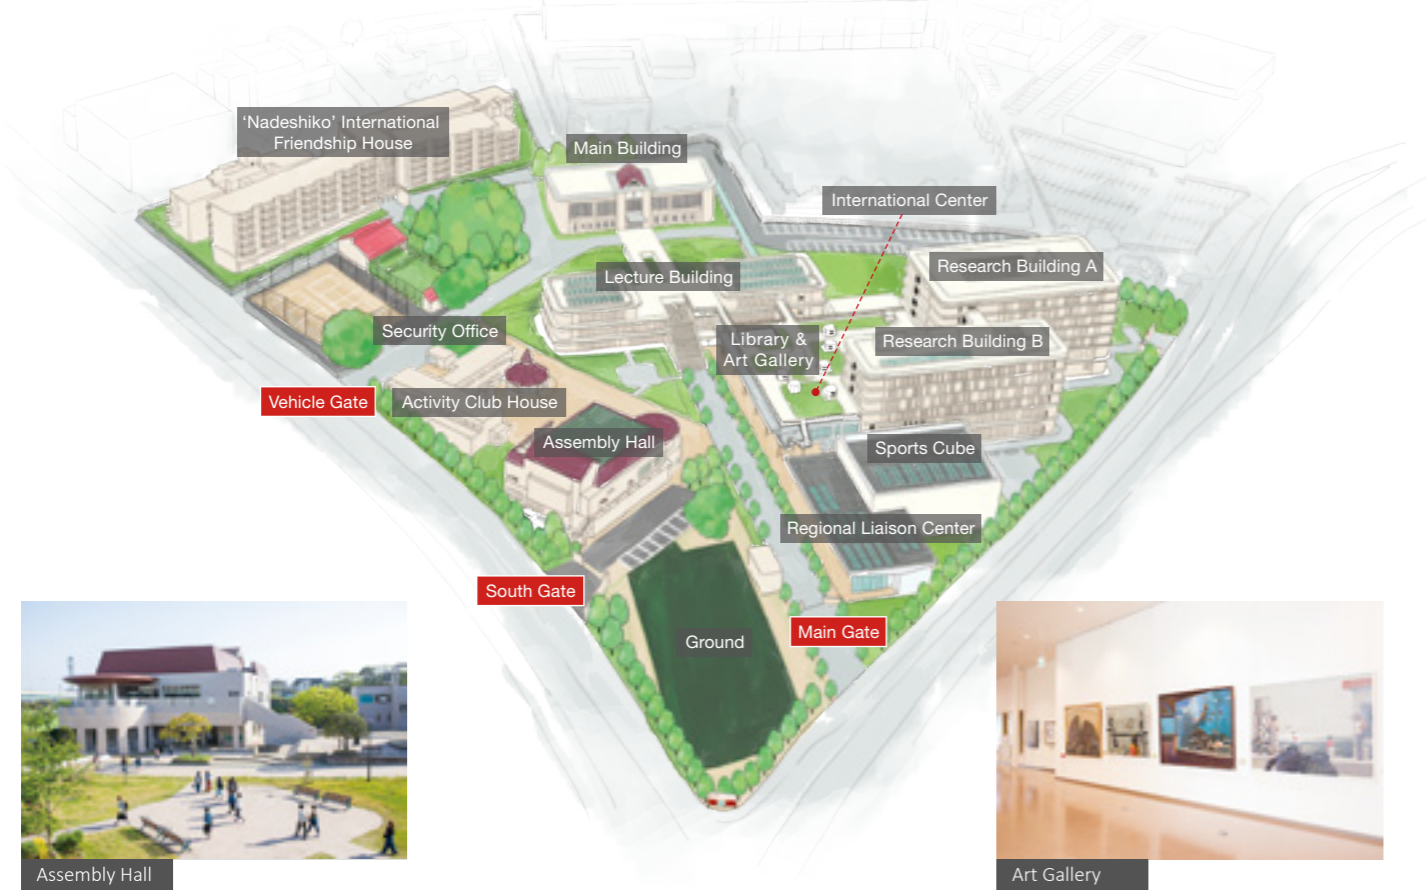 ‘Nadeshiko’ International
Friendship House
Main Building
International Center
Lecture Building
Research Building A
Security Office
Library &
Art Gallery
Research Building B
Vehicle Gate
Activity Club House
Assembly Hall
Sports Cube
Regional Liaison Center
South Gate
Main Gate
Ground
Assembly Hall
Art Gallery